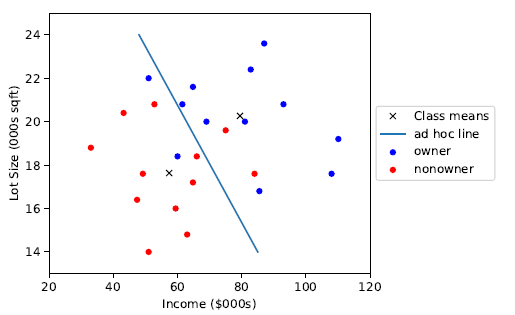 24
22
20
18
16
14
Lot Size (000s sqft)
20 40 60 80 100 120
Income ($000s)
Class means
ad hoc line
owner
nonowner